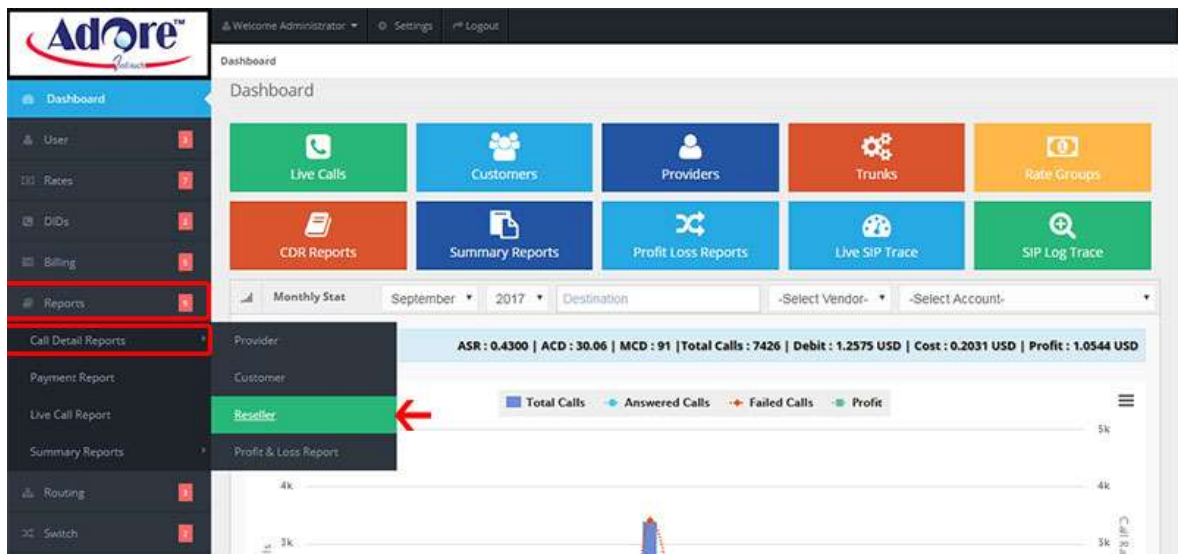 Adore™
Welcome Administrator
Settings
Logout
Dashboard
Dashboard
Dashboard
User 3
Rates 7
DIDs
Billing
Reports
Call Detail Reports
Payment Report
Live Call Report
Summary Reports
Routing 3
Switch
Provider
Customer
Reseller
Profit & Loss Report
Live Calls
Customers
Providers
Trunks
Rate Groups
CDR Reports
Summary Reports
Profit Loss Reports
Live SIP Trace
SIP Log Trace
Monthly Stat September 2017 Destination -Select Vendor- -Select Account-
ASR : 0.4300 | ACD : 30.06 | MCD : 91 |Total Calls : 7426 | Debit : 1.2575 USD | Cost : 0.2031 USD | Profit : 1.0544 USD
Total Calls Answered Calls Failed Calls Profit
5k
4k 4k
3k 3k